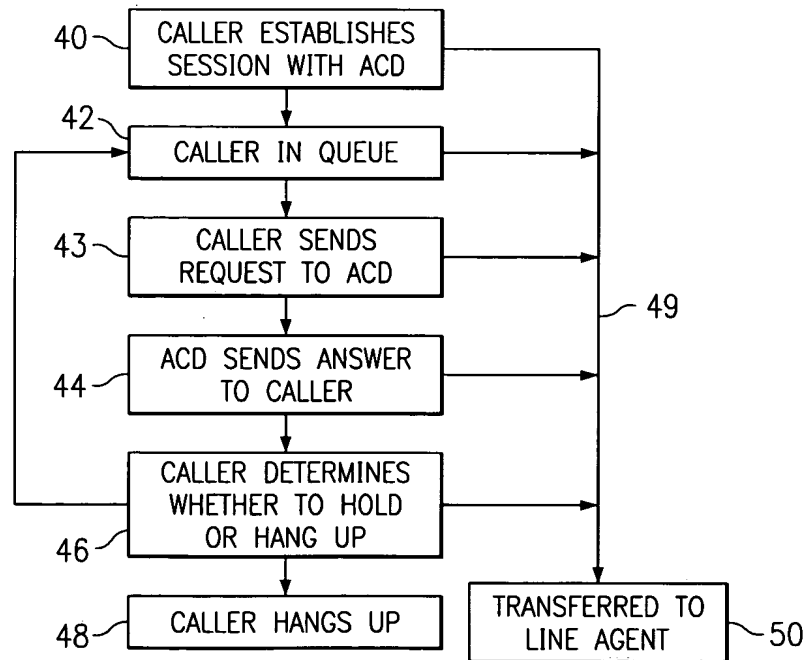 40
CALLER ESTABLISHES
SESSION WITH ACD
42
CALLER IN QUEUE
43
CALLER SENDS
REQUEST TO ACD
49
44
ACD SENDS ANSWER
TO CALLER
46
CALLER DETERMINES
WHETHER TO HOLD
OR HANG UP
48
CALLER HANGS UP
TRANSFERRED TO
LINE AGENT
50